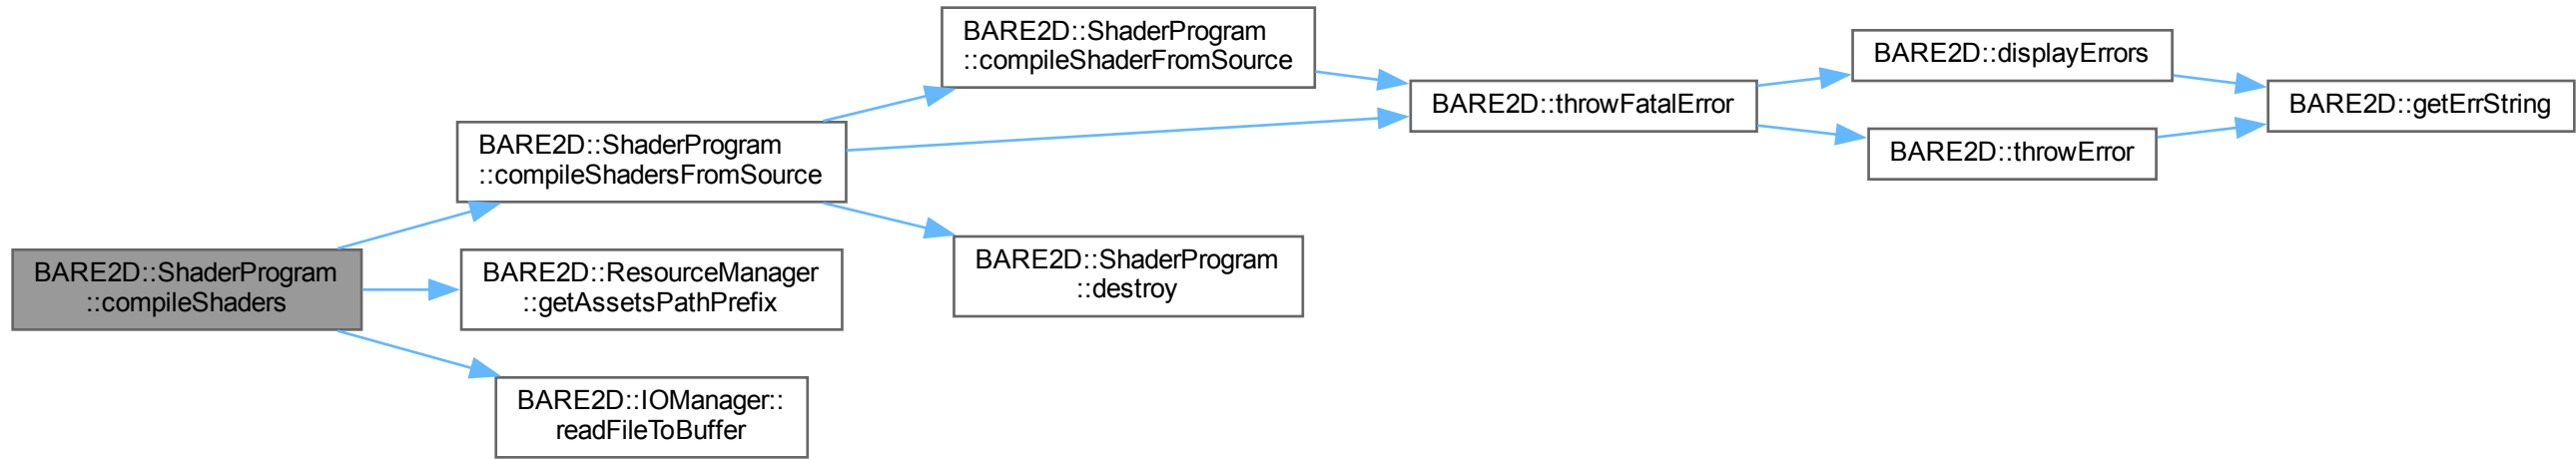 BARE2D::ShaderProgram
::compileShaders
BARE2D::ShaderProgram
::compileShadersFromSource
BARE2D::ResourceManager
::getAssetsPathPrefix
BARE2D::IOManager::
readFileToBuffer
BARE2D::ShaderProgram
::compileShaderFromSource
BARE2D::ShaderProgram
::destroy
BARE2D::throwFatalError
BARE2D::displayErrors
BARE2D::throwError
BARE2D::getErrString